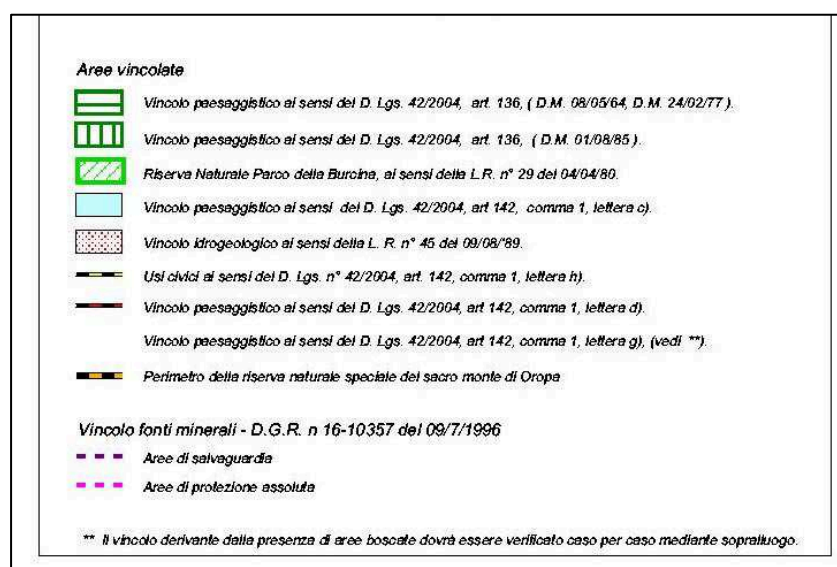 Aree vincolate
Vincolo paesaggistico ai sensi del D. Lgs. 42/2004, art. 136, ( D.M. 08/05/64, D.M. 24/02/77 ).
Vincolo paesaggistico ai sensi del D. Lgs. 42/2004, art. 136, ( D.M. 01/08/85 ).
Riserva Naturale Parco della Burcina, ai sensi della L.R. n° 29 del 04/04/80.
Vincolo paesaggistico ai sensi del D. Lgs. 42/2004, art 142, comma 1, lettera c).
Vincolo idrogeologico ai sensi della L. R. n° 45 del 09/08/'89.
Usi civici ai sensi del D. Lgs. n° 42/2004, art. 142, comma 1, lettera h).
Vincolo paesaggistico ai sensi del D. Lgs. 42/2004, art 142, comma 1, lettera d).
Vincolo paesaggistico ai sensi del D. Lgs. 42/2004, art 142, comma 1, lettera g), (vedi **).
Perimetro della riserva naturale speciale del sacro monte di Oropa
Vincolo fonti minerali - D.G.R. n 16-10357 del 09/7/1996
Aree di salvaguardia
Aree di protezione assoluta
** Il vincolo derivante dalla presenza di aree boscate dovrà essere verificato caso per caso mediante sopralluogo.